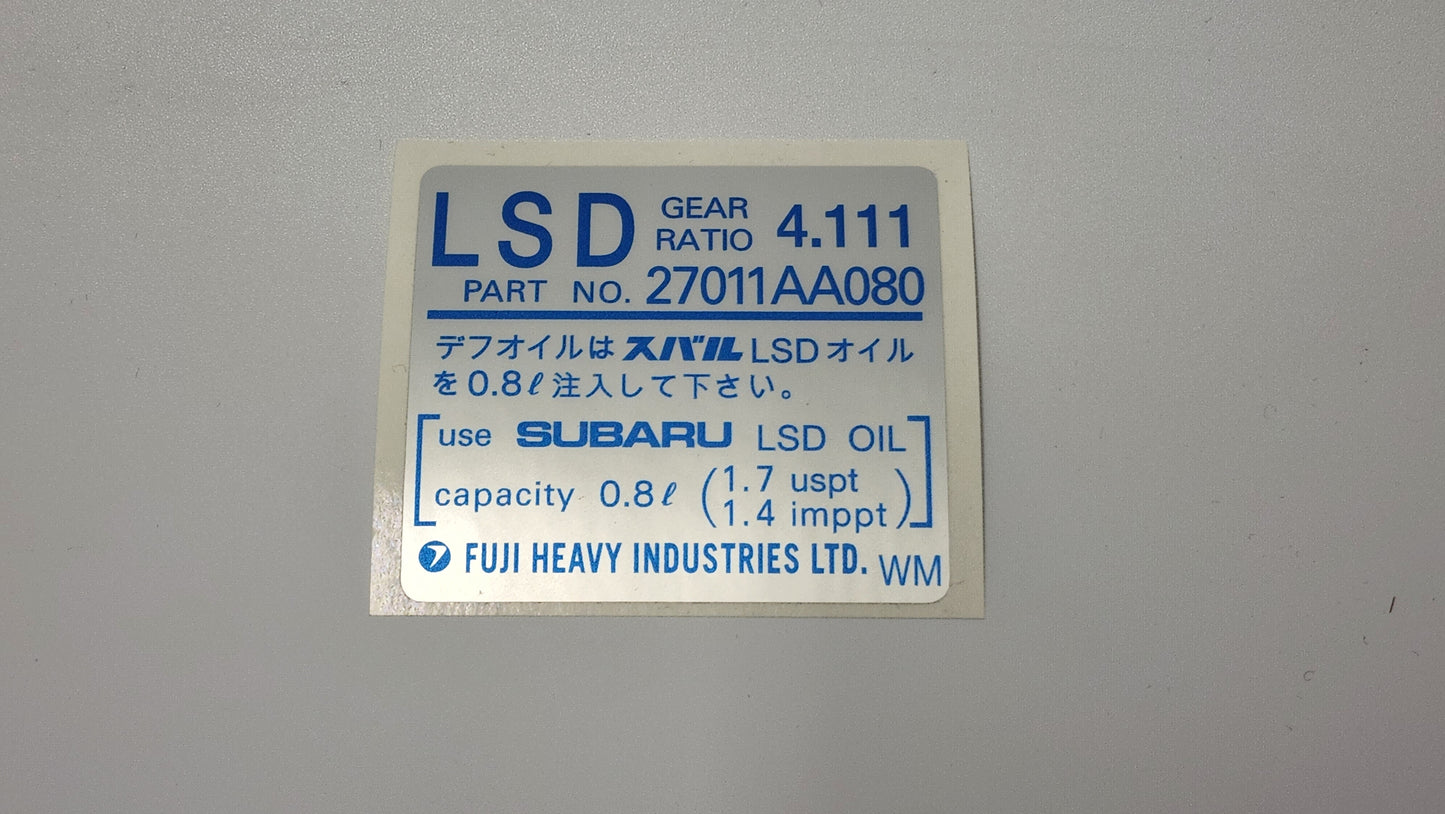 LSD GEAR RATIO 4.111
PART NO. 27011AA080
デフオイルはスバルLSDオイル
を0.8ℓ注入して下さい。
use SUBARU LSD OIL
capacity 0.8ℓ (1.7 uspt
1.4 imppt)
FUJI HEAVY INDUSTRIES LTD. WM